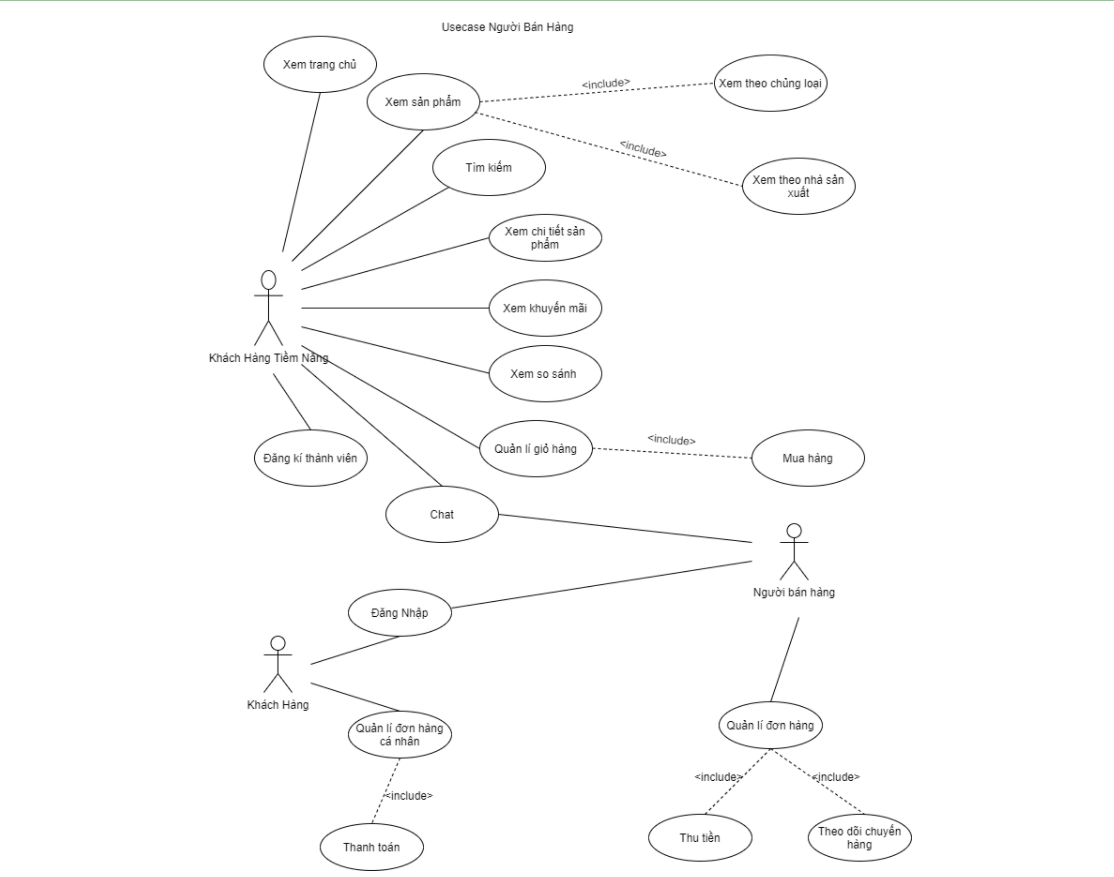 Usecase Người Bán Hàng
Xem trang chủ
Xem sản phẩm
<include>
Xem theo chủng loại
<include>
Tìm kiếm
Xem theo nhà sản
xuất
Xem chi tiết sản
phẩm
Xem khuyến mãi
Khách Hàng Tiềm Năng
Xem so sánh
Quản lí giỏ hàng
<include>
Mua hàng
Đăng kí thánh viên
Chat
Người bán hàng
Đăng Nhập
Khách Hàng
Quản lí đơn hàng
cá nhân
Quản lí đơn hàng
<include>
<include>
<include>
Thanh toán
Thu tiền
Theo dõi chuyến
hàng